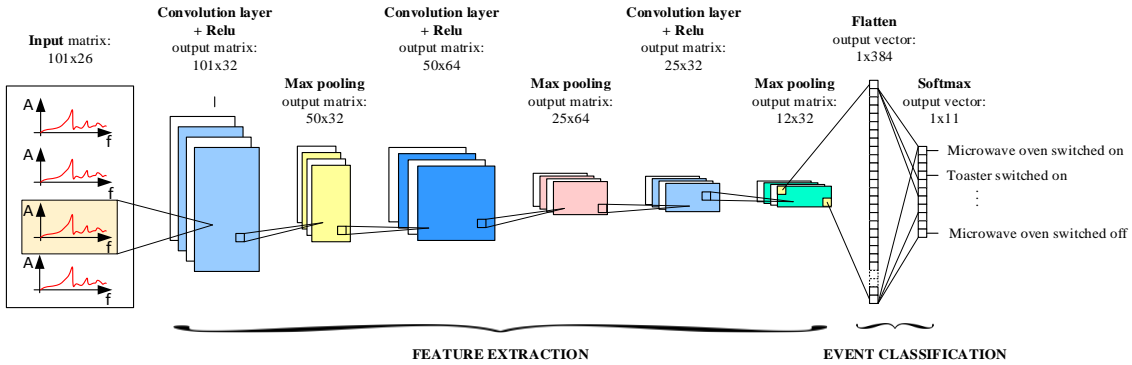 Input matrix:
101x26
A
f
A
f
A
f
A
f
Convolution layer
+ Relu
output matrix:
101x32
Max pooling
output matrix:
50x32
Convolution layer
+ Relu
output matrix:
50x64
Max pooling
output matrix:
25x64
Convolution layer
+ Relu
output matrix:
25x32
Max pooling
output matrix:
12x32
Flatten
output vector:
1x384
Softmax
output vector:
1x11
Microwave oven switched on
Toaster switched on
Microwave oven switched off
FEATURE EXTRACTION
EVENT CLASSIFICATION